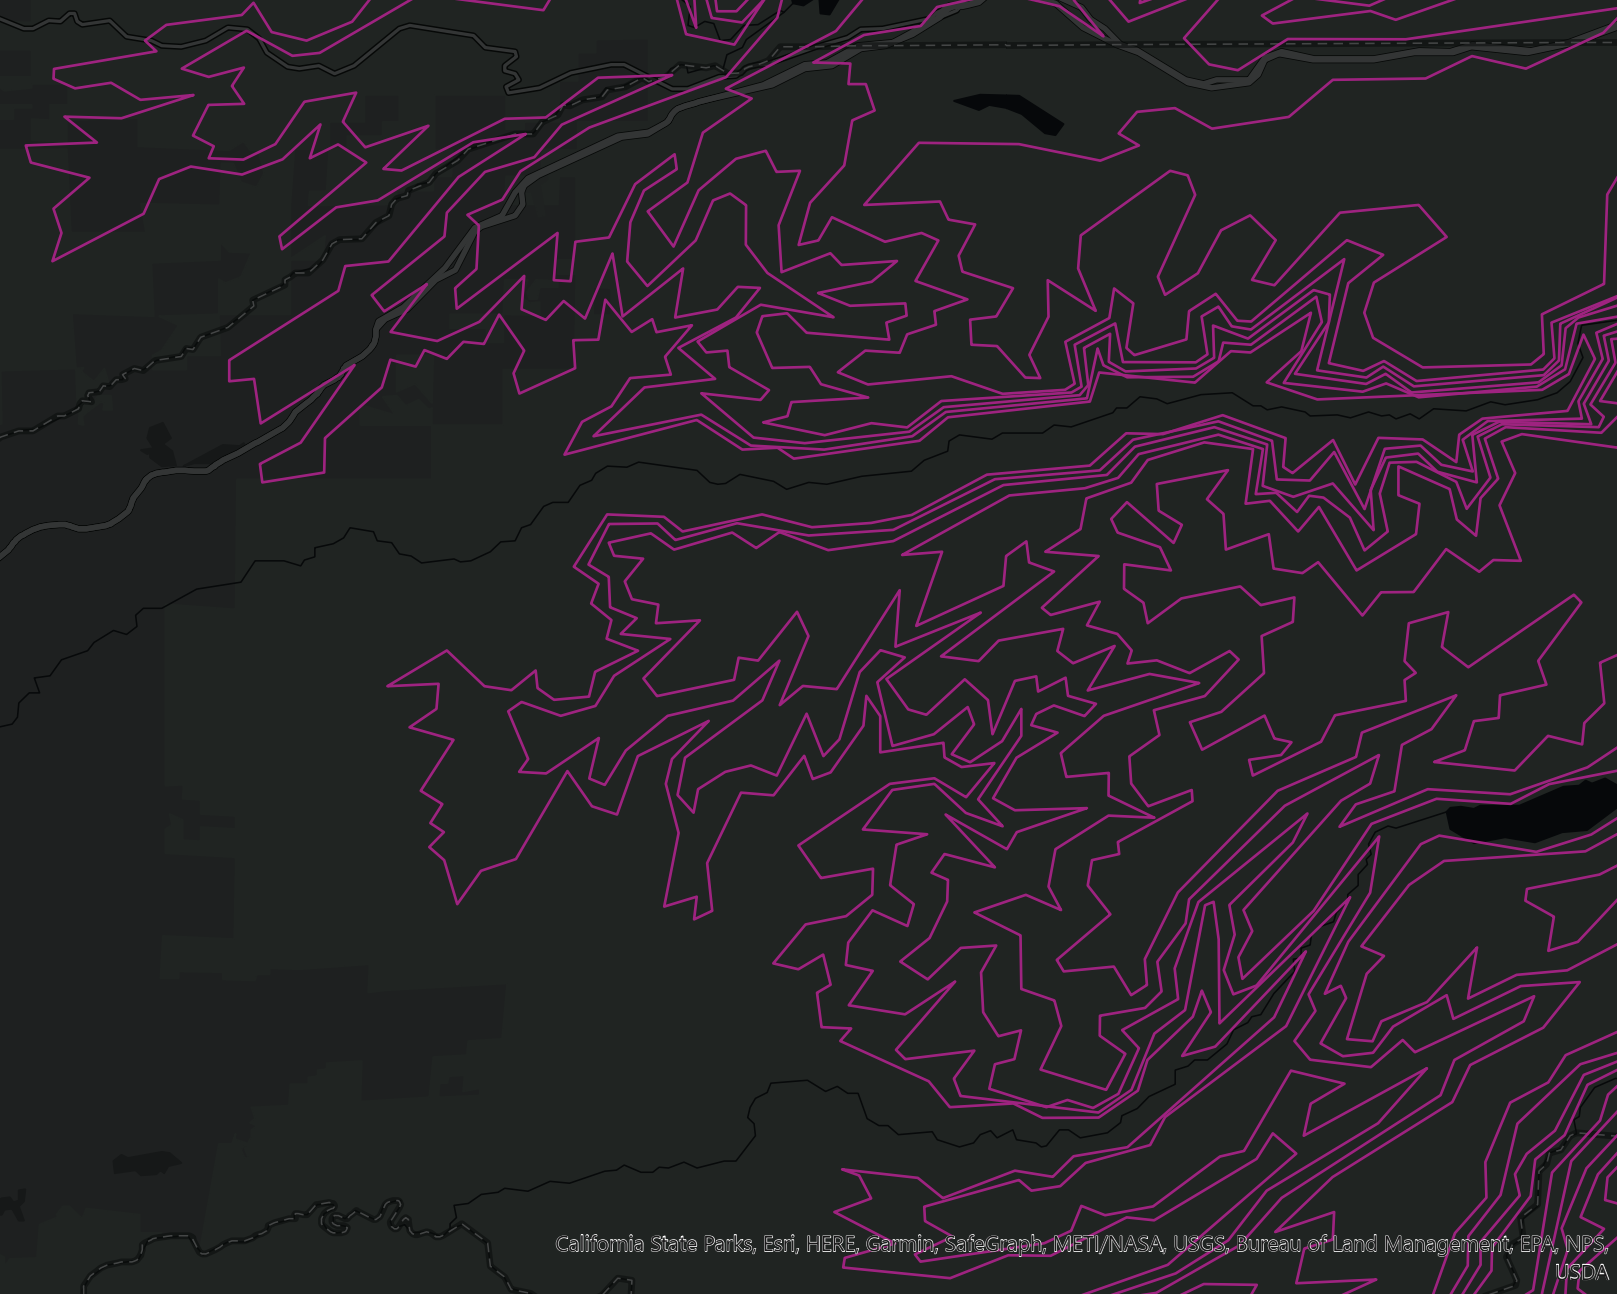 California State Parks, Esri, HERE, Garmin, SafeGraph, METI/NASA, USGS, Bureau of Land Management, EPA, NPS,
USDA